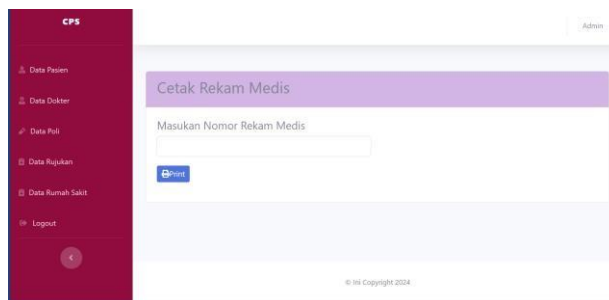 CPS
Admin
Data Pasien
Data Dokter
Data Poli
Data Rujukan
Data Rumah Sakit
Logout
Cetak Rekam Medis
Masukan Nomor Rekam Medis
Print
© Ini Copyright 2024